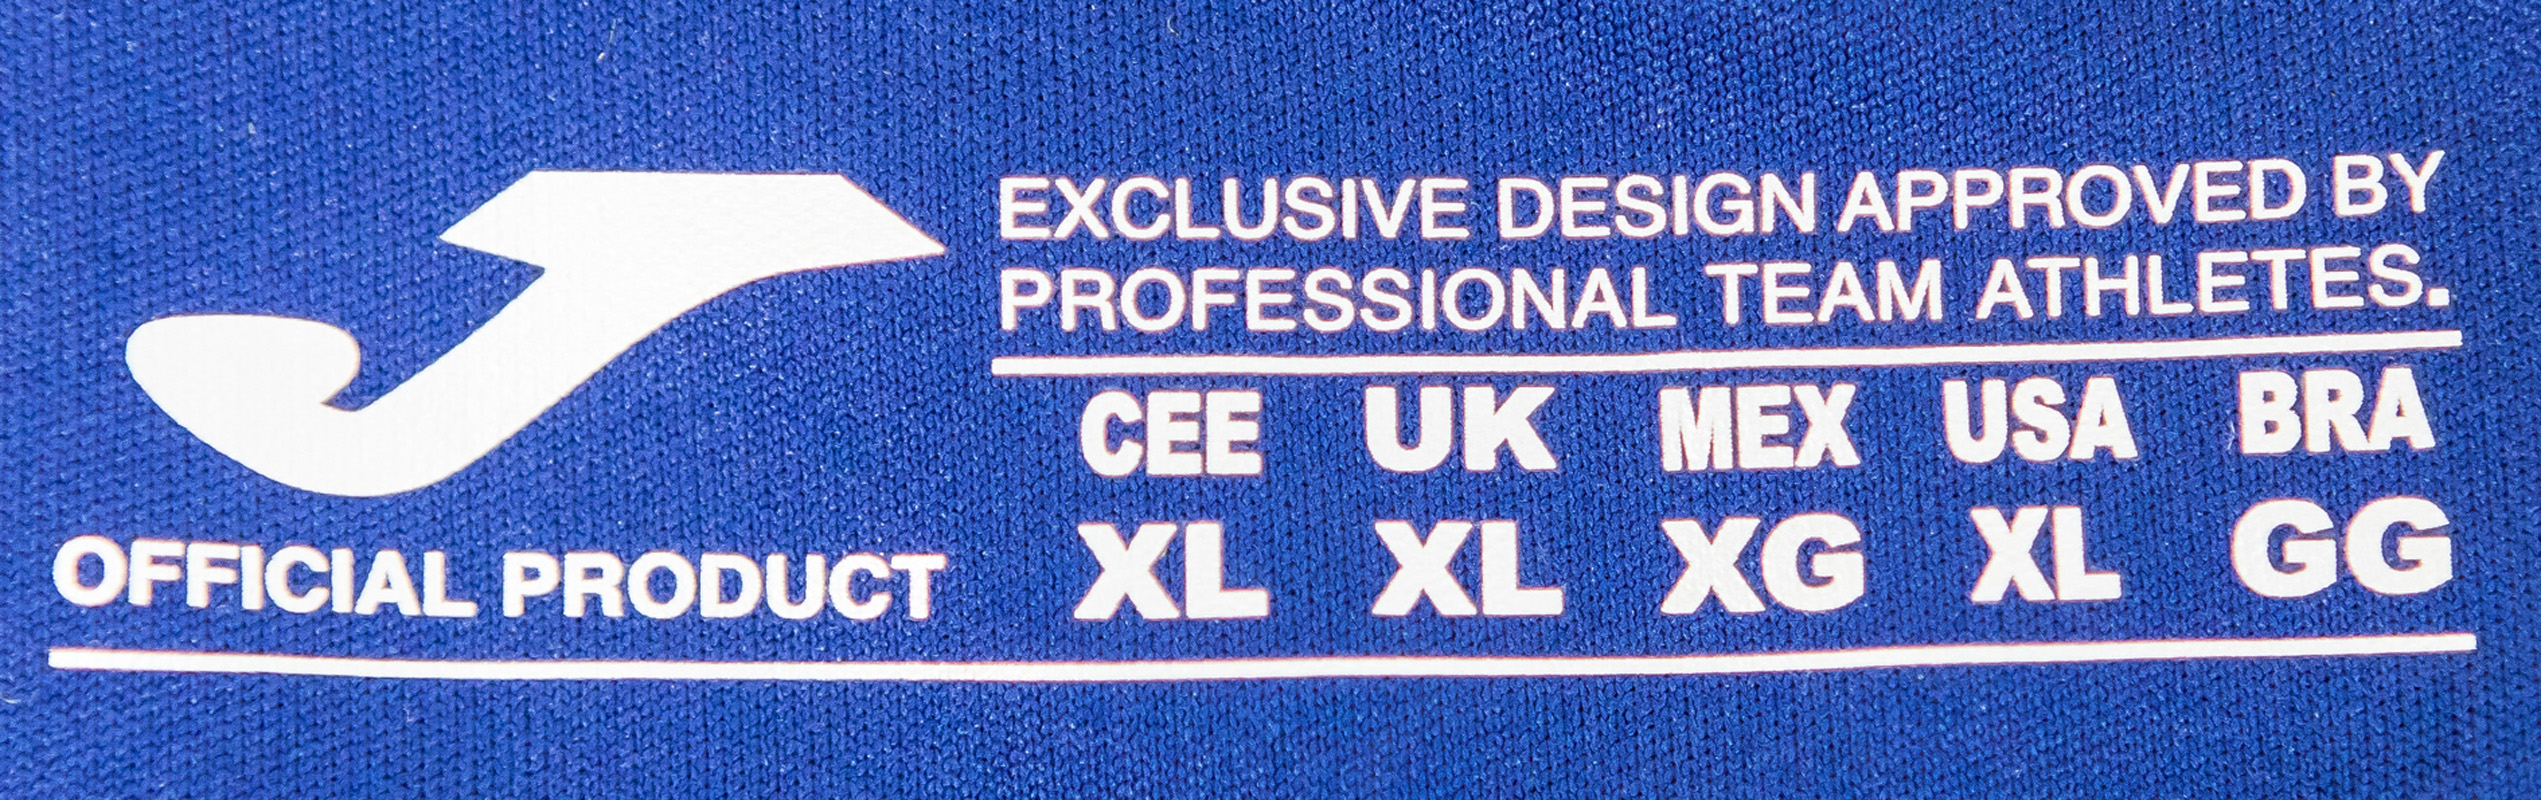 EXCLUSIVE DESIGN APPROVED BY
PROFESSIONAL TEAM ATHLETES.
CEE UK MEX USA BRA
XL XL XG XL GG
OFFICIAL PRODUCT